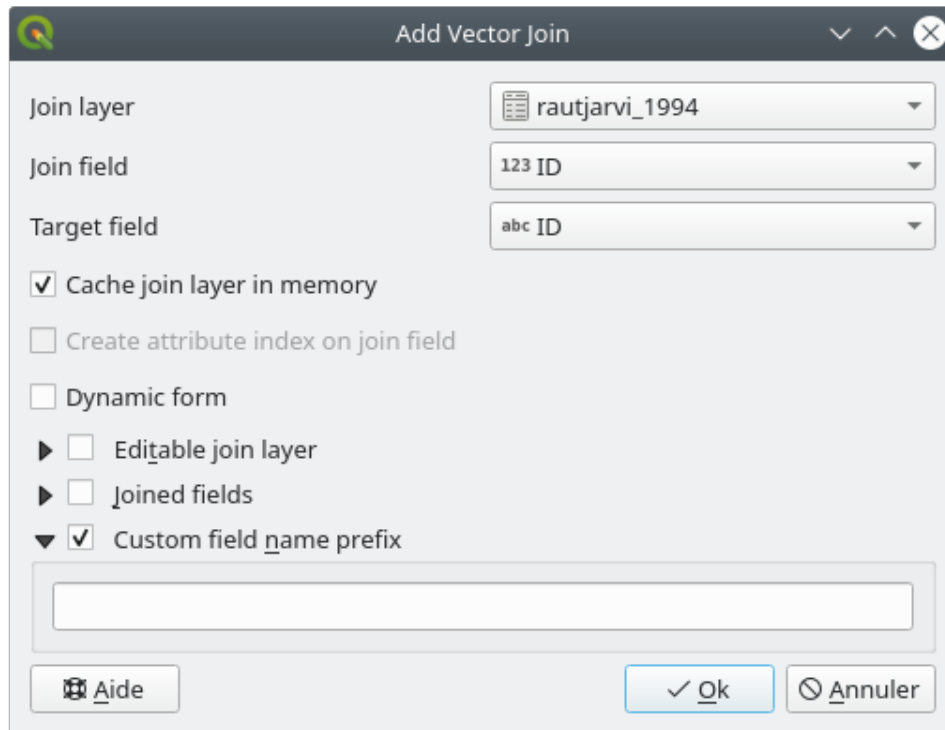 Add Vector Join
Join layer rautjarvi_1994
Join field 123 ID
Target field abc ID
Cache join layer in memory
Create attribute index on join field
Dynamic form
Editable join layer
Joined fields
Custom field name prefix
Aide Ok Annuler